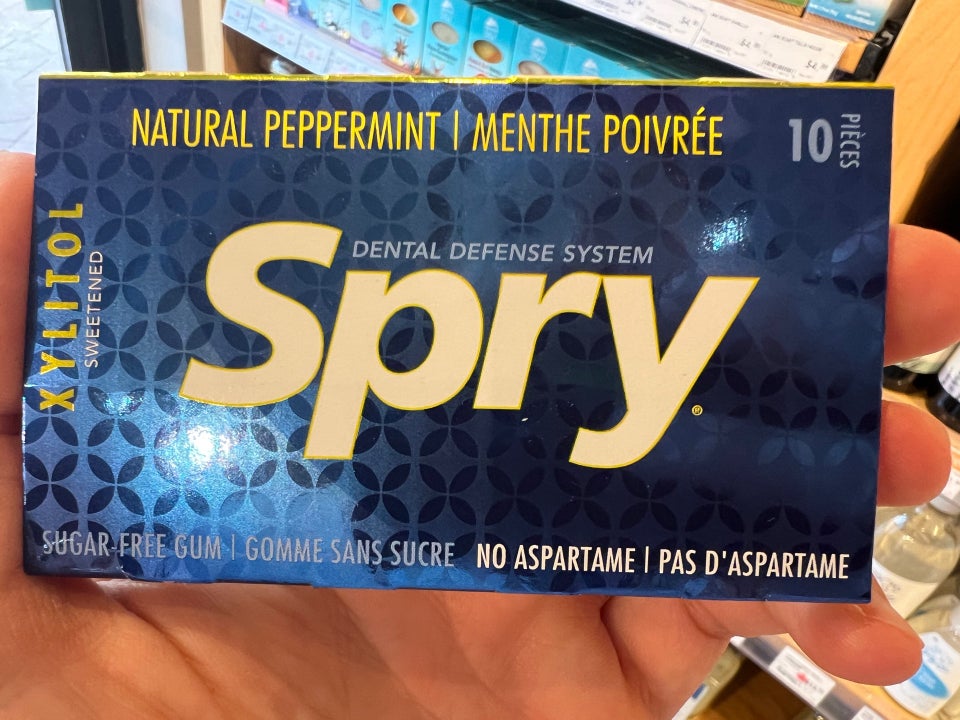 NATURAL PEPPERMINT | MENTHE POIVRÉE
10 PIÈCES
XYLITOL
SWEETENED
DENTAL DEFENSE SYSTEM
Spry®
SUGAR-FREE GUM | GOMME SANS SUCRE
NO ASPARTAME | PAS D'ASPARTAME